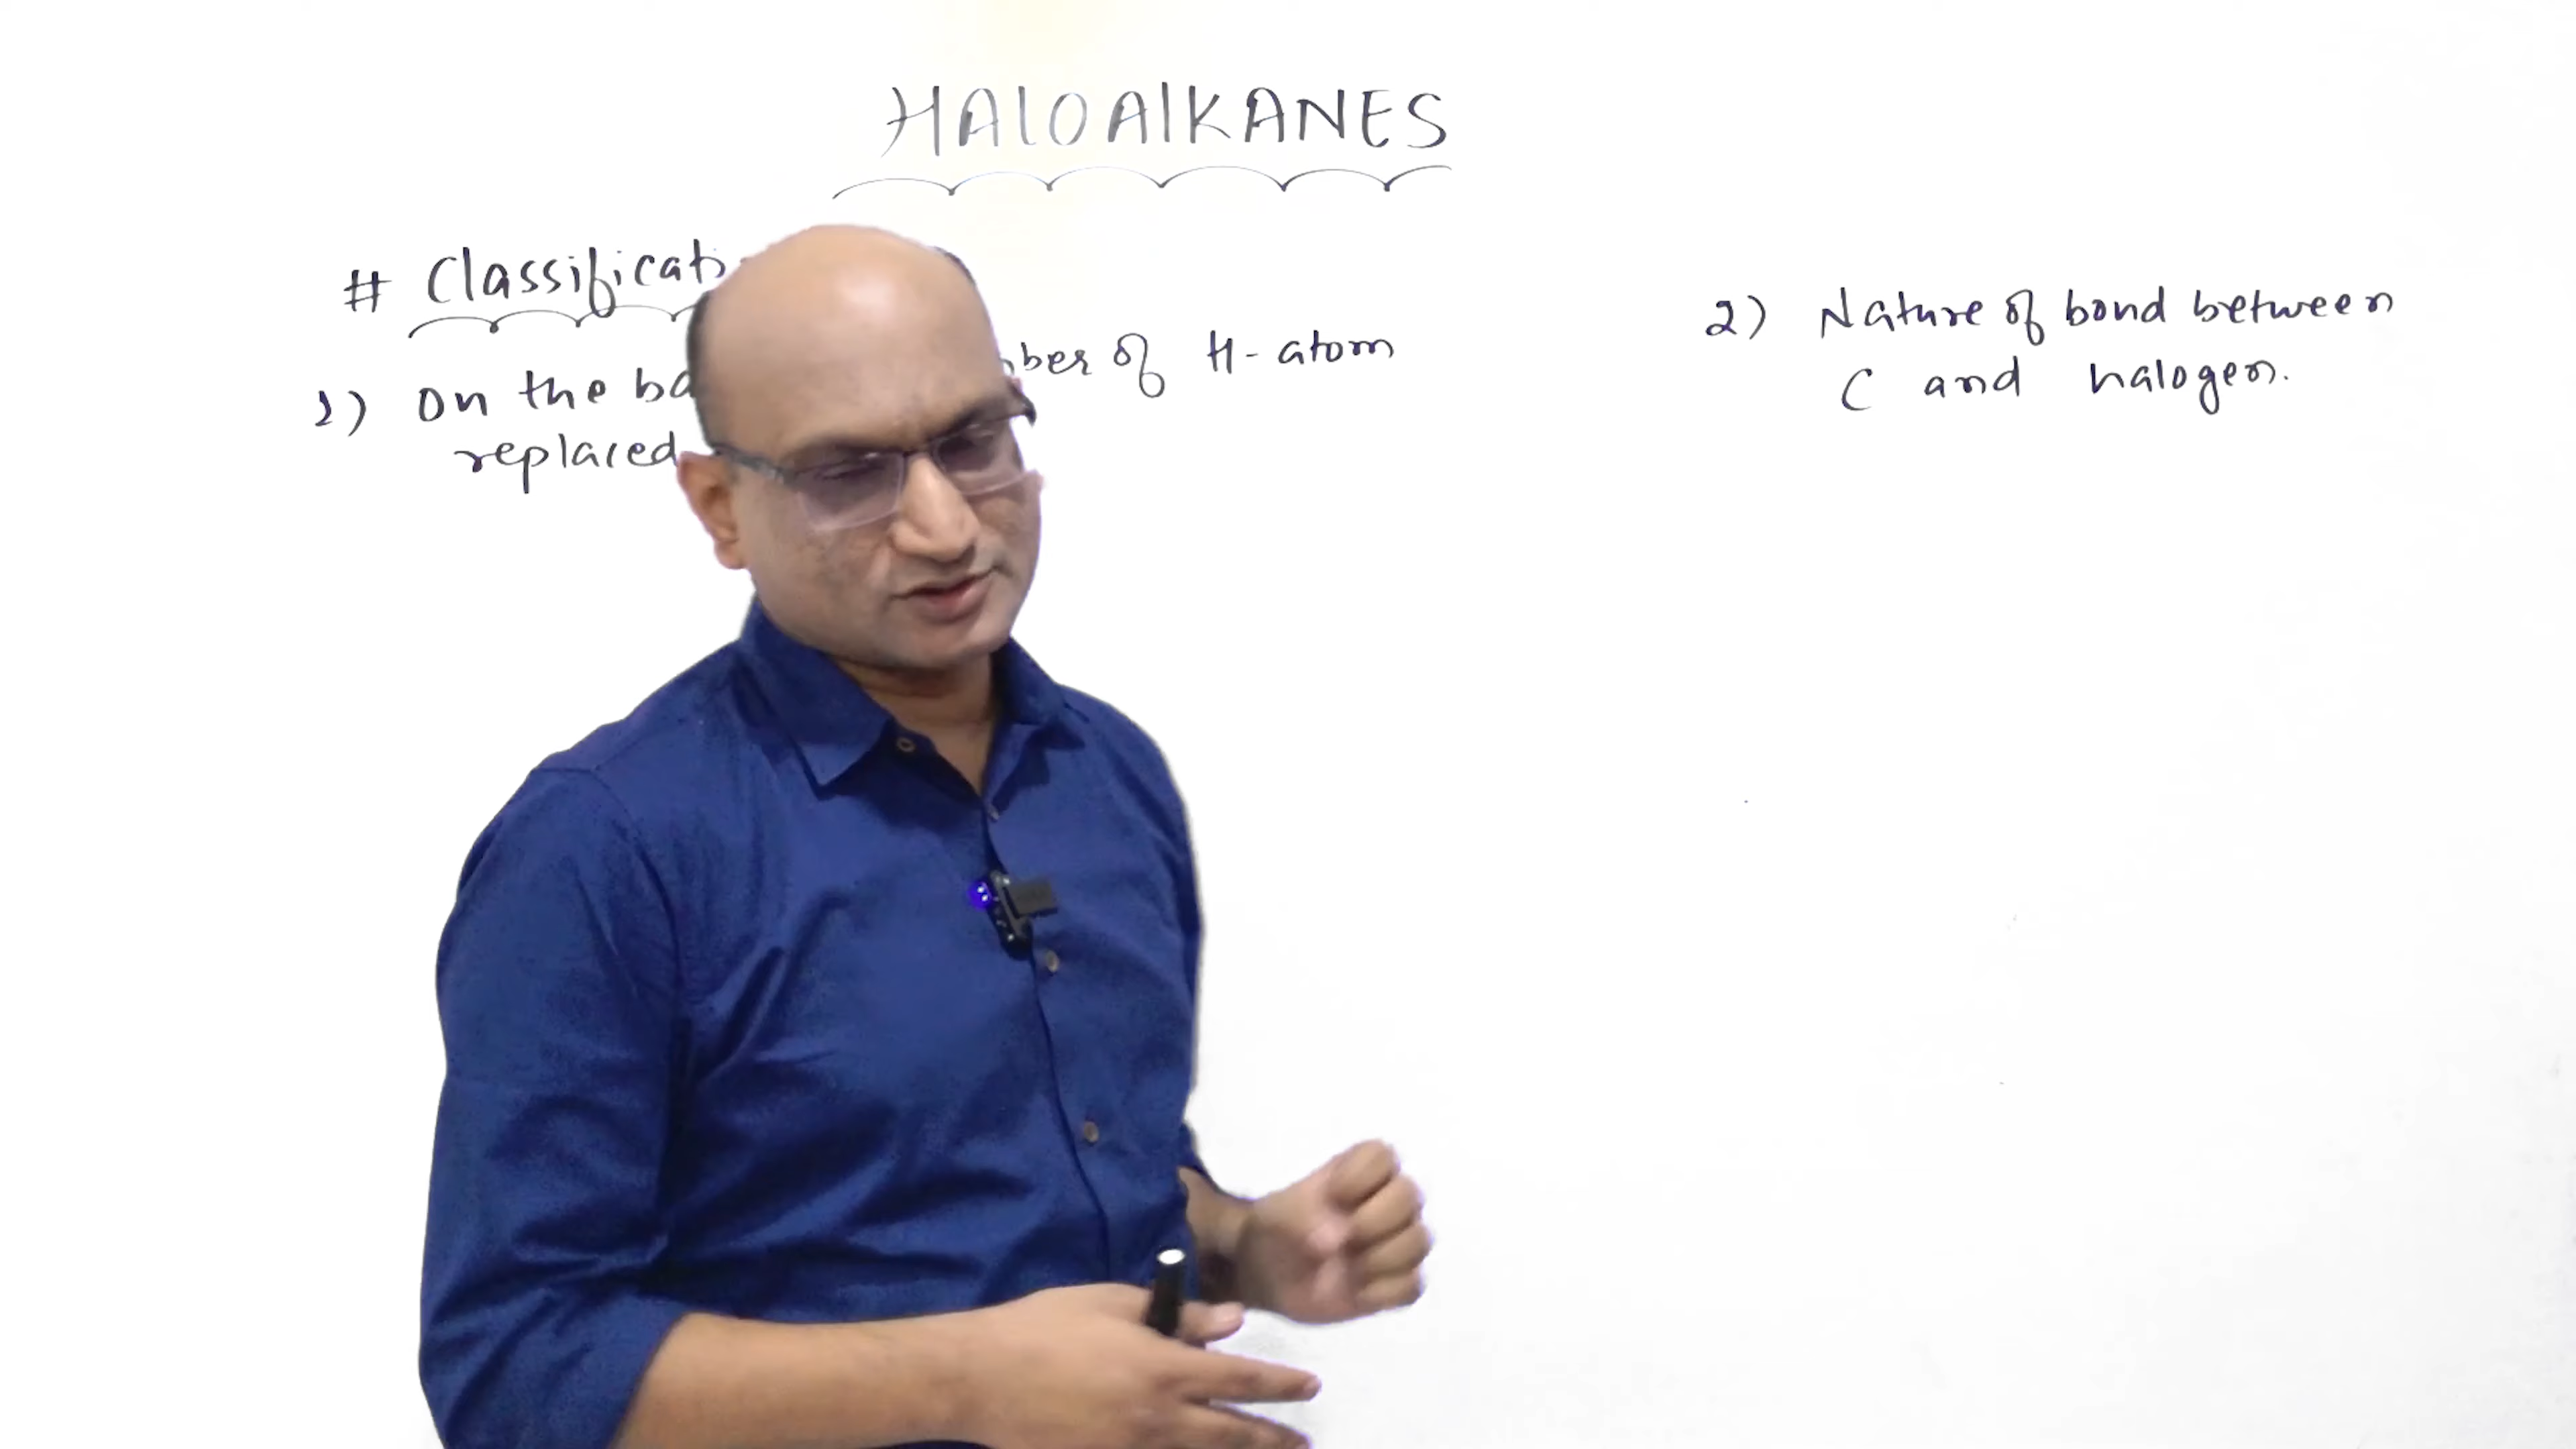 HALOALKANES
# Classificati
1) On the ba ber of H-atom
replaced
2) Nature of bond between
C and halogen.